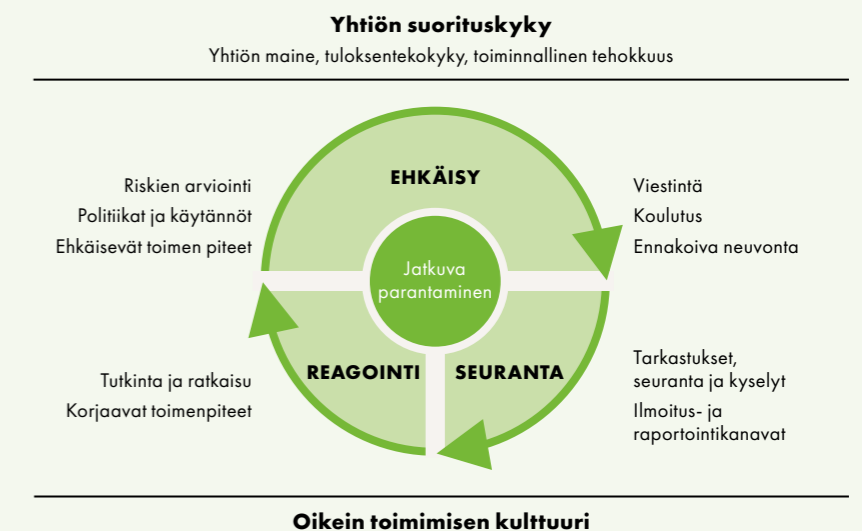 Yhtiön suorituskyky
Yhtiön maine, tuloksentekokyky, toiminnallinen tehokkuus
EHKÄISY
Riskien arviointi
Politiikat ja käytännöt
Ehkäisevät toimen piteet
Viestintä
Koulutus
Ennakoiva neuvonta
Jatkuva
parantaminen
REAGOINTI
SEURANTA
Tutkinta ja ratkaisu
Korjaavat toimenpiteet
Tarkastukset,
seuranta ja kyselyt
Ilmoitus- ja
raportointikanavat
Oikein toimimisen kulttuuri